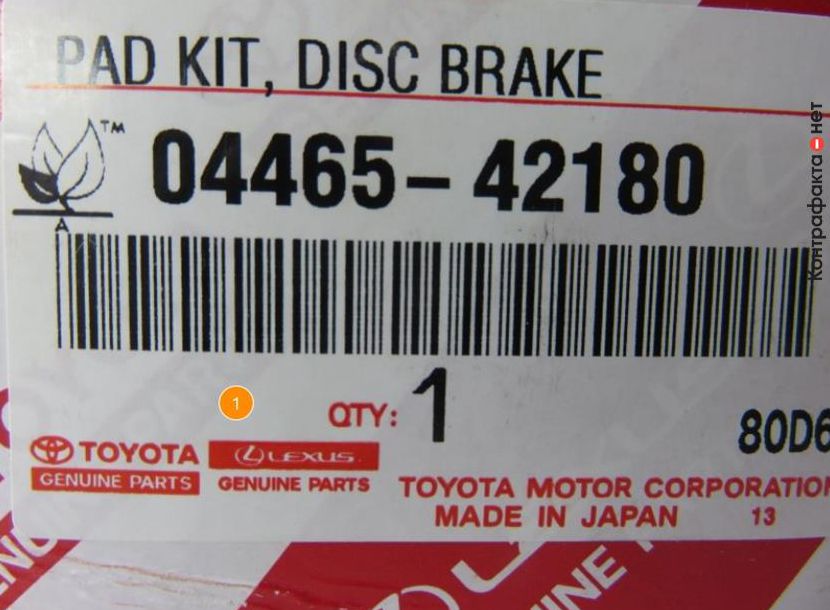 PAD KIT, DISC BRAKE
TM
04465-42180
A
Контрафакта нет
1
QTY: 1
80D6
TOYOTA
LEXUS
GENUINE PARTS
GENUINE PARTS
TOYOTA MOTOR CORPORATION
MADE IN JAPAN 13